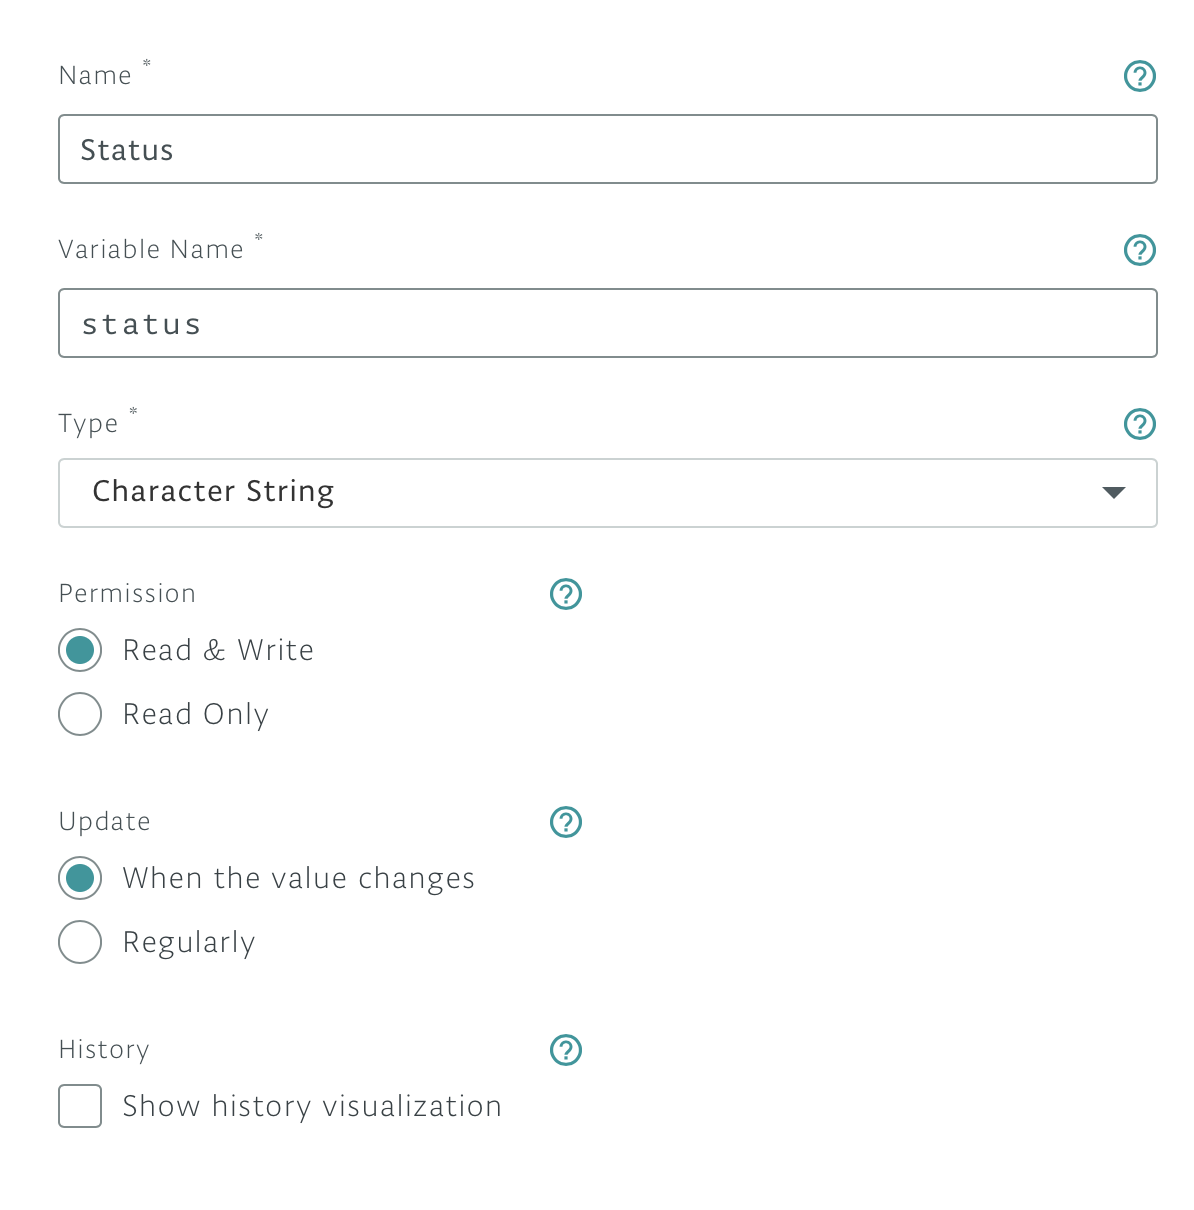 Name *
Status
Variable Name *
status
Type *
Character String
Permission
Read & Write
Read Only
Update
When the value changes
Regularly
History
Show history visualization